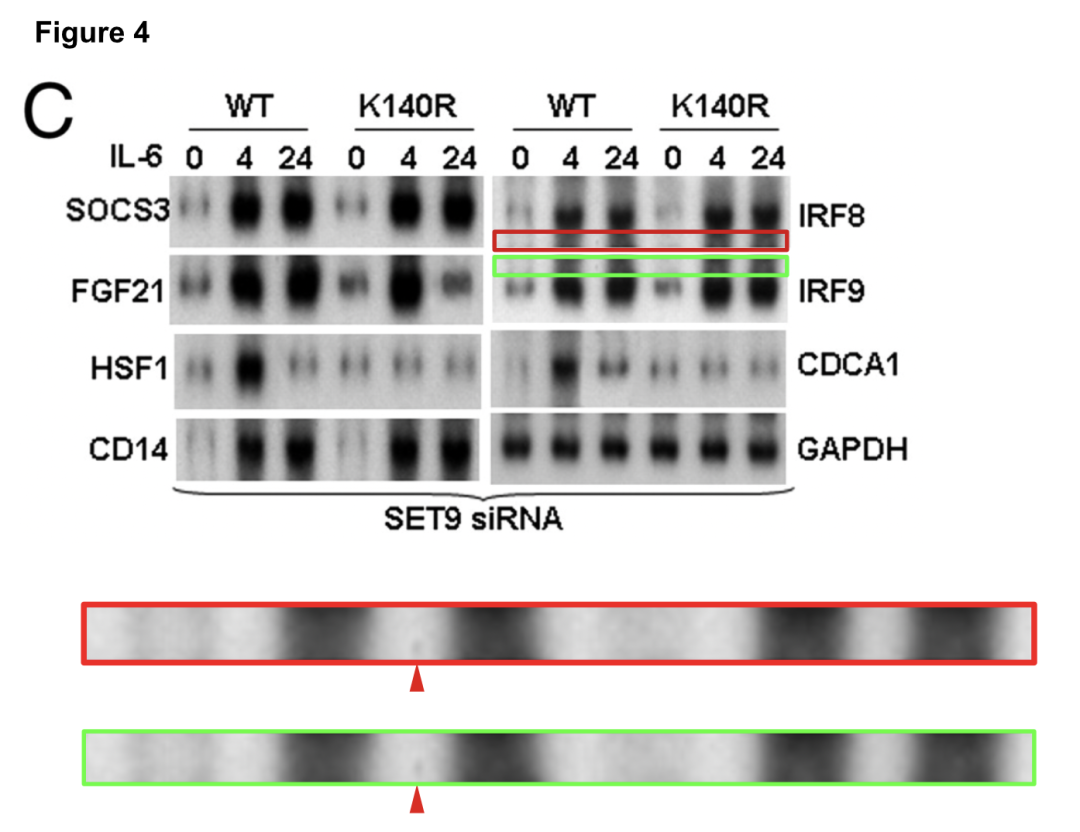 Figure 4
C
WT K140R WT K140R
IL-6 0 4 24 0 4 24 0 4 24 0 4 24
SOCS3 IRF8
FGF21 IRF9
HSF1 CDCA1
CD14 GAPDH
SET9 siRNA